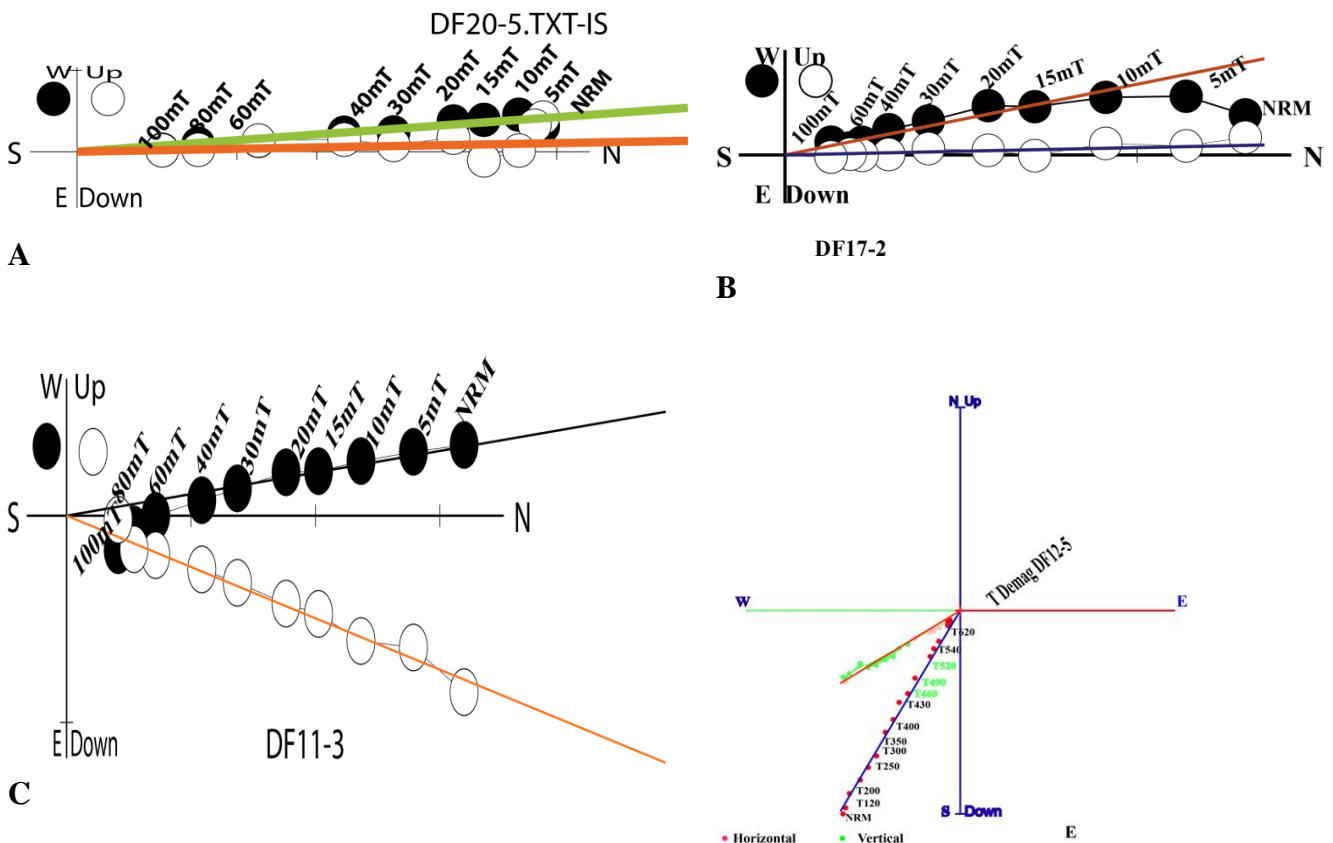 DF20-5.TXT-IS
W Up
100mT 80mT 60mT 40mT 30mT 20mT 15mT 10mT 5mT NRM
S N
E Down
A
W Up
100mT 60mT 40mT 30mT 20mT 15mT 10mT 5mT NRM
S N
E Down
DF17-2
B
W Up
100mT 80mT 60mT 40mT 30mT 20mT 15mT 10mT 5mT NRM
S N
E Down
DF11-3
C
N Up
T Demag DF12-5
W E
T620
T540
T520
T490
T460
T430
T400
T350
T300
T250
T200
T120
NRM
S Down
Horizontal Vertical
E